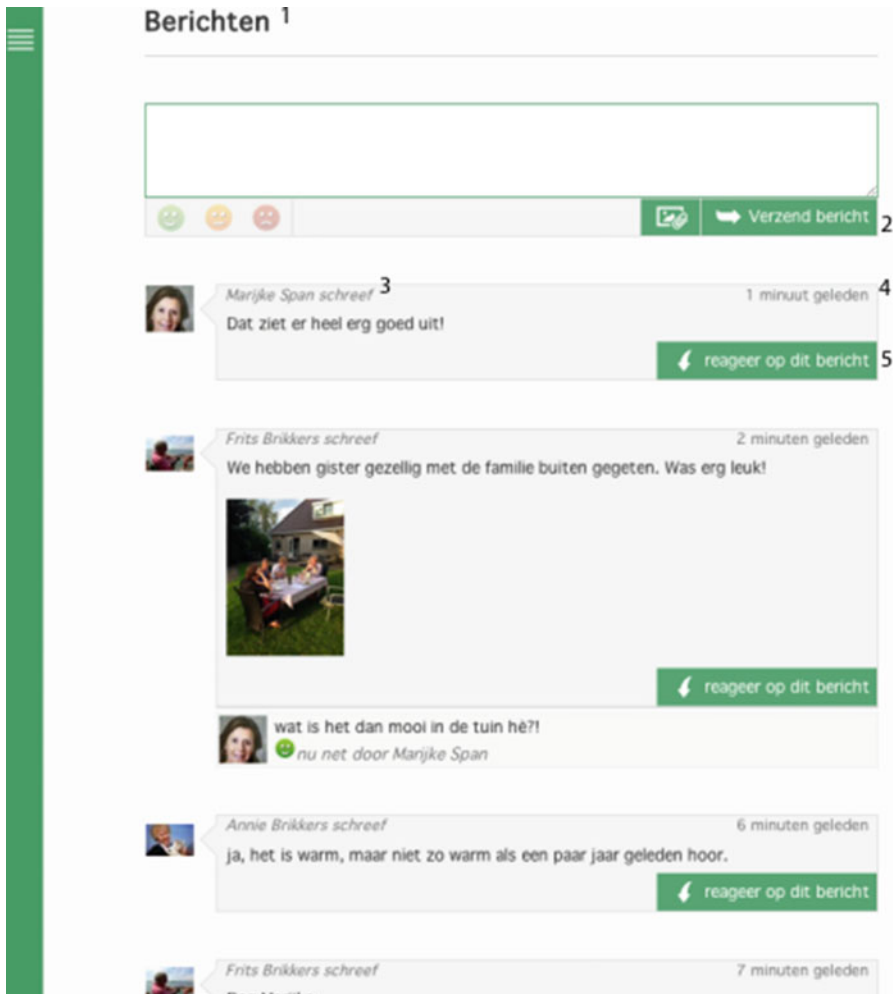 Berichten 1
Verzend bericht 2
Marijke Span schreef 3 1 minuut geleden 4
Dat ziet er heel erg goed uit!
reageer op dit bericht 5
Frits Brikkers schreef 2 minuten geleden
We hebben gister gezellig met de familie buiten gegeten. Was erg leuk!
reageer op dit bericht
wat is het dan mooi in de tuin hè?!
nu net door Marijke Span
Annie Brikkers schreef 6 minuten geleden
ja, het is warm, maar niet zo warm als een paar jaar geleden hoor.
reageer op dit bericht
Frits Brikkers schreef 7 minuten geleden